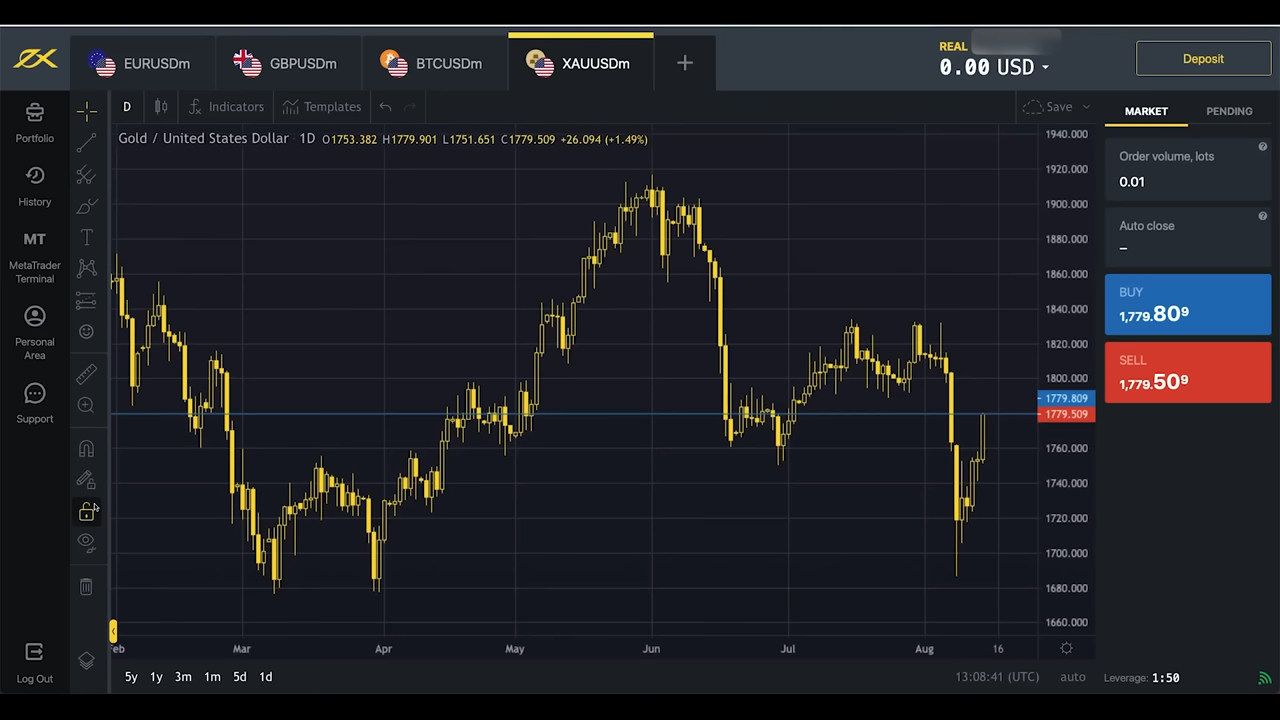 EURUSDm
GBPUSDm
BTCUSDm
XAUUSDm
REAL
0.00 USD
Deposit
Portfolio
History
MT
MetaTrader
Terminal
Personal
Area
Support
Log Out
D
Indicators
Templates
Save
Gold / United States Dollar · 1D O1753.382 H1779.901 L1751.651 C1779.509 +26.094 (+1.49%)
1940.000
1920.000
1900.000
1880.000
1860.000
1840.000
1820.000
1800.000
1779.809
1779.509
1760.000
1740.000
1720.000
1700.000
1680.000
1660.000
Feb Mar Apr May Jun Jul Aug 16
5y 1y 3m 1m 5d 1d
13:08:41 (UTC) auto
MARKET PENDING
Order volume, lots
0.01
Auto close
–
BUY
1,779.809
SELL
1,779.509
Leverage: 1:50